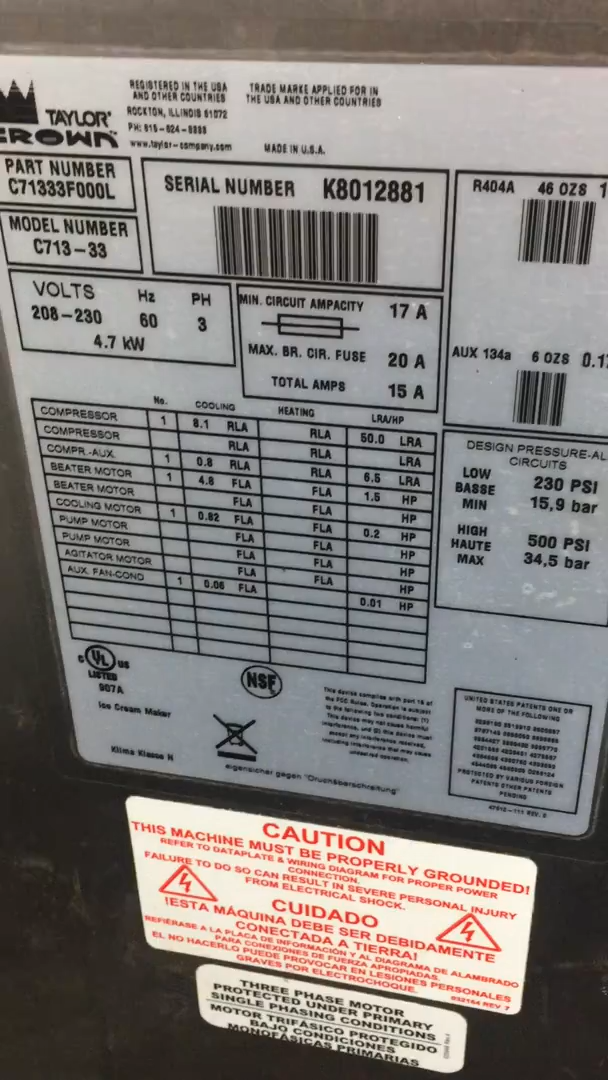 REGISTERED IN THE USA
AND OTHER COUNTRIES
TRADE MARKE APPLIED FOR IN
THE USA AND OTHER COUNTRIES
TAYLOR
CROWN
ROCKTON, ILLINOIS 61072
PH: 815-624-8333
www.taylor-company.com
MADE IN U.S.A.
PART NUMBER
C71333F000L
SERIAL NUMBER K8012881
R404A 46 OZS 1
MODEL NUMBER
C713-33
VOLTS Hz PH
208-230 60 3
4.7 kW
MIN. CIRCUIT AMPACITY 17 A
MAX. BR. CIR. FUSE 20 A
TOTAL AMPS 15 A
AUX 134a 6 OZS 0.17
No. COOLING HEATING LRA/HP
COMPRESSOR 1 8.1 RLA RLA 50.0 LRA
COMPRESSOR RLA RLA LRA
COMPR.-AUX 1 0.8 RLA RLA 6.5 LRA
BEATER MOTOR 1 4.8 FLA FLA 1.5 HP
BEATER MOTOR FLA FLA HP
COOLING MOTOR 1 0.82 FLA FLA 0.2 HP
PUMP MOTOR FLA FLA HP
PUMP MOTOR FLA FLA HP
AGITATOR MOTOR FLA FLA HP
AUX. FAN-COND 1 0.06 FLA 0.01 HP
DESIGN PRESSURE-AL
CIRCUITS
LOW
BASSE
MIN
230 PSI
15,9 bar
HIGH
HAUTE
MAX
500 PSI
34,5 bar
C UL US
LISTED
907A
Ice Cream Maker
Klima Klasse N
NSF
eigensicher gegen "Druckübarschraitung"
This device complies with part 15 of
the FCC Rules. Operation is subject
to the following two conditions: (1)
This device may not cause harmful
interference, and (2) this device must
accept any interference received,
including interference that may cause
undesired operation.
UNITED STATES PATENTS ONE OR
MORE OF THE FOLLOWING
PROTECTED BY VARIOUS FOREIGN
PATENTS OTHER PATENTS
PENDING
CAUTION
THIS MACHINE MUST BE PROPERLY GROUNDED!
REFER TO DATAPLATE & WIRING DIAGRAM FOR PROPER POWER
CONNECTION.
FAILURE TO DO SO CAN RESULT IN SEVERE PERSONAL INJURY
FROM ELECTRICAL SHOCK.
CUIDADO
!ESTA MÁQUINA DEBE SER DEBIDAMENTE
CONECTADA A TIERRA!
REFIÉRASE A LA PLACA DE INFORMACIÓN Y AL DIAGRAMA DE ALAMBRADO
PARA CONEXIONES DE FUERZA APROPIADAS.
EL NO HACERLO PUEDE PROVOCAR EN LESIONES PERSONALES
GRAVES POR ELECTROCHOQUE.
032164 REV 7
THREE PHASE MOTOR
PROTECTED UNDER PRIMARY
SINGLE PHASING CONDITIONS
MOTOR TRIFÁSICO PROTEGIDO
BAJO CONDICIONES
MONOFÁSICAS PRIMARIAS